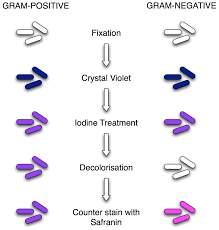 GRAM-POSITIVE GRAM-NEGATIVE
Fixation
Crystal Violet
Iodine Treatment
Decolorisation
Counter stain with
Safranin